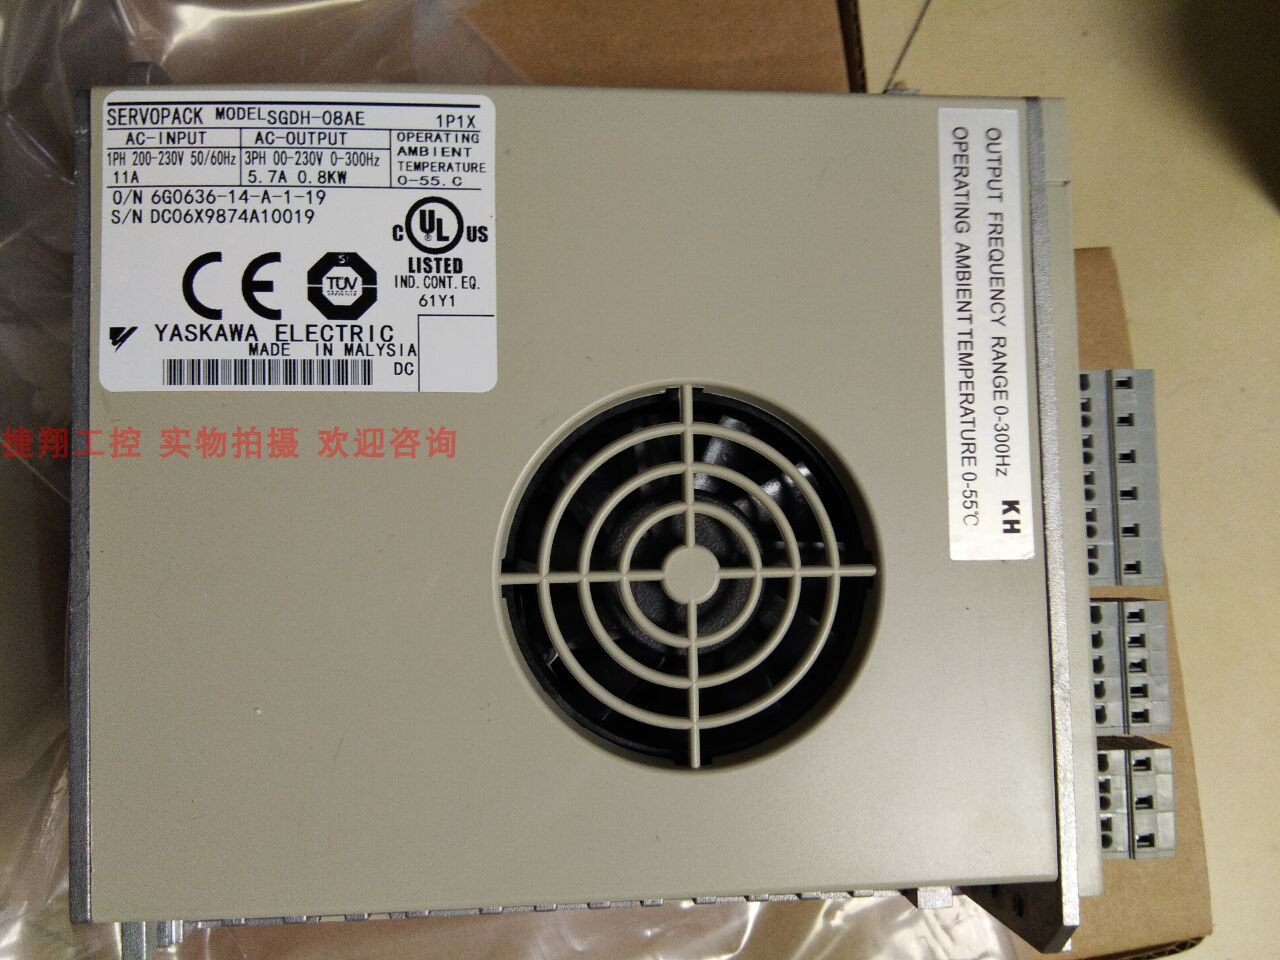 SERVOPACK MODEL SGDH-08AE 1P1X
AC-INPUT AC-OUTPUT OPERATING
AMBIENT
TEMPERATURE
0-55. C
1PH 200-230V 50/60Hz 3PH 00-230V 0-300Hz
11A 5.7A 0.8KW
O/N 6G0636-14-A-1-19
S/N DC06X9874A10019
C UL US
LISTED
IND. CONT. EQ.
61Y1
CE
S
TÜV
YASKAWA ELECTRIC
MADE IN MALYSIA
DC
OUTPUT FREQUENCY RANGE 0-300Hz KH
OPERATING AMBIENT TEMPERATURE 0-55℃
捷翔工控 实物拍摄 欢迎咨询